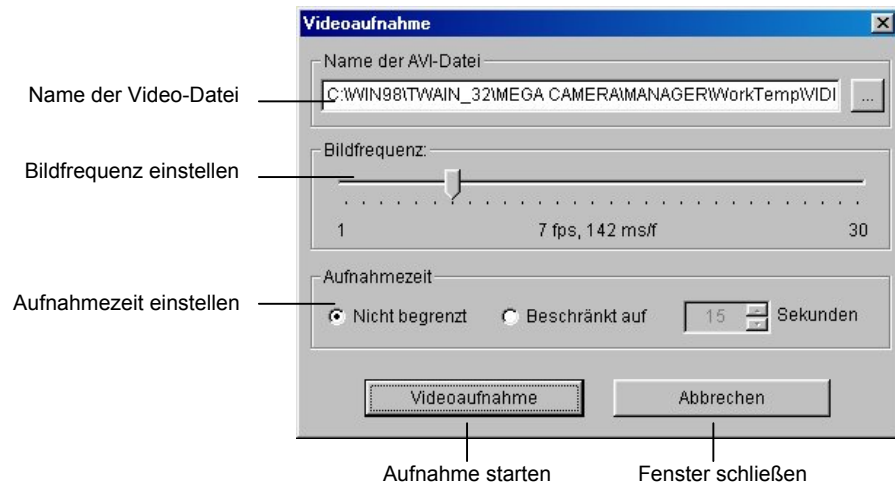 Videoaufnahme
Name der AVI-Datei
Name der Video-Datei
C:\WIN98\TWAIN_32\MEGA CAMERA\MANAGER\WorkTemp\VIDI
...
Bildfrequenz:
Bildfrequenz einstellen
1 7 fps, 142 ms/f 30
Aufnahmezeit
Aufnahmezeit einstellen
Nicht begrenzt Beschränkt auf 15 Sekunden
Videoaufnahme Abbrechen
Aufnahme starten Fenster schließen